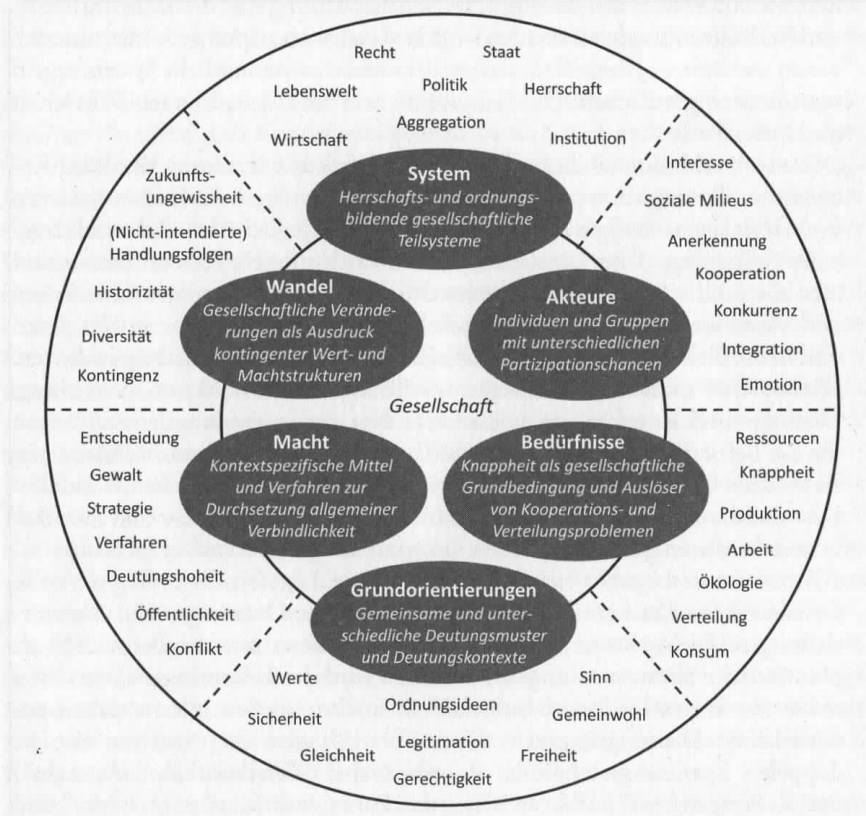 Recht
Staat
Lebenswelt
Politik
Herrschaft
Wirtschaft
Aggregation
Institution
System
Herrschafts- und ordnungs-
bildende gesellschaftliche
Teilsysteme
Zukunfts-
ungewissheit
(Nicht-intendierte)
Handlungsfolgen
Historizität
Diversität
Kontingenz
Wandel
Gesellschaftliche Verände-
rungen als Ausdruck
kontingenter Wert- und
Machtstrukturen
Interesse
Soziale Milieus
Anerkennung
Kooperation
Konkurrenz
Integration
Emotion
Akteure
Individuen und Gruppen
mit unterschiedlichen
Partizipationschancen
Gesellschaft
Entscheidung
Gewalt
Strategie
Verfahren
Deutungshoheit
Öffentlichkeit
Konflikt
Macht
Kontextspezifische Mittel
und Verfahren zur
Durchsetzung allgemeiner
Verbindlichkeit
Bedürfnisse
Knappheit als gesellschaftliche
Grundbedingung und Auslöser
von Kooperations- und
Verteilungsproblemen
Ressourcen
Knappheit
Produktion
Arbeit
Ökologie
Verteilung
Konsum
Grundorientierungen
Gemeinsame und unter-
schiedliche Deutungsmuster
und Deutungskontexte
Werte
Sinn
Ordnungsideen
Sicherheit
Gemeinwohl
Legitimation
Gleichheit
Freiheit
Gerechtigkeit